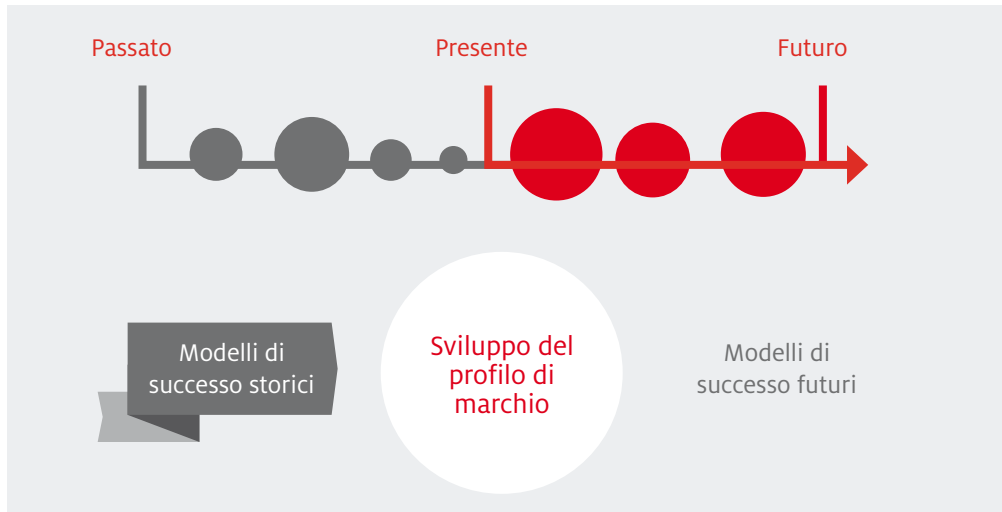 Passato
Presente
Futuro
Modelli di
successo storici
Sviluppo del
profilo di
marchio
Modelli di
successo futuri